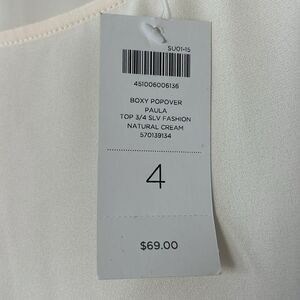 SU01-15
451006006136
BOXY POPOVER
PAULA
TOP 3/4 SLV FASHION
NATURAL CREAM
570139134
4
$69.00